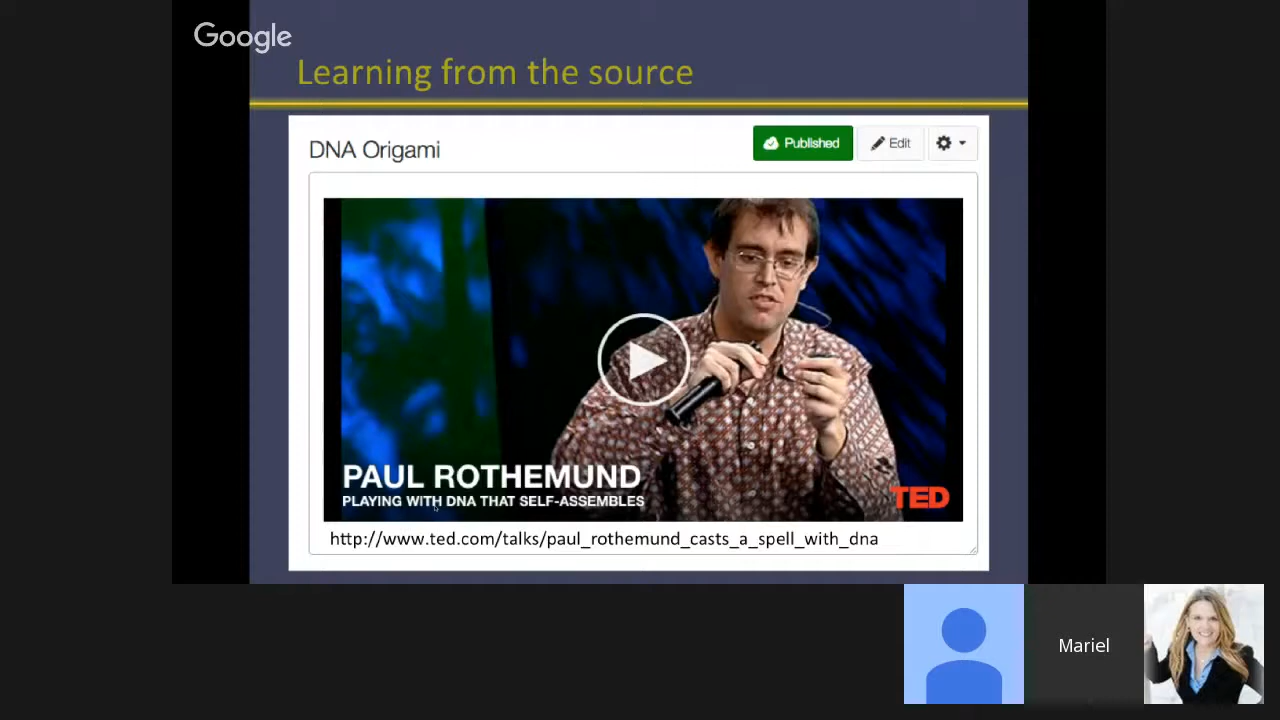 Google
Learning from the source
DNA Origami
Published
Edit
PAUL ROTHEMUND
PLAYING WITH DNA THAT SELF-ASSEMBLES
TED
http://www.ted.com/talks/paul_rothemund_casts_a_spell_with_dna
Mariel